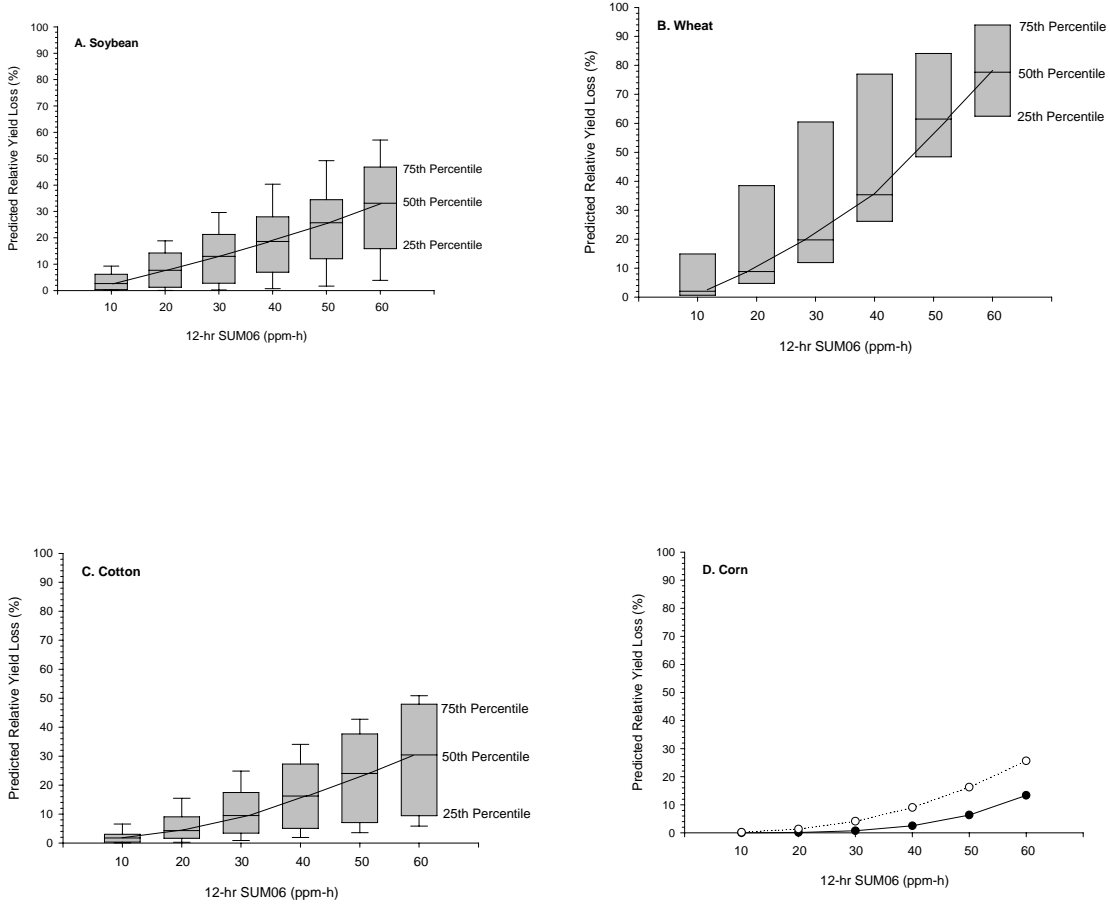 A. Soybean
Predicted Relative Yield Loss (%)
100
90
80
70
60
50
40
30
20
10
0
75th Percentile
50th Percentile
25th Percentile
10 20 30 40 50 60
12-hr SUM06 (ppm-h)
B. Wheat
Predicted Relative Yield Loss (%)
100
90
80
70
60
50
40
30
20
10
0
75th Percentile
50th Percentile
25th Percentile
10 20 30 40 50 60
12-hr SUM06 (ppm-h)
C. Cotton
Predicted Relative Yield Loss (%)
100
90
80
70
60
50
40
30
20
10
0
75th Percentile
50th Percentile
25th Percentile
10 20 30 40 50 60
12-hr SUM06 (ppm-h)
D. Corn
Predicted Relative Yield Loss (%)
100
90
80
70
60
50
40
30
20
10
0
10 20 30 40 50 60
12-hr SUM06 (ppm-h)